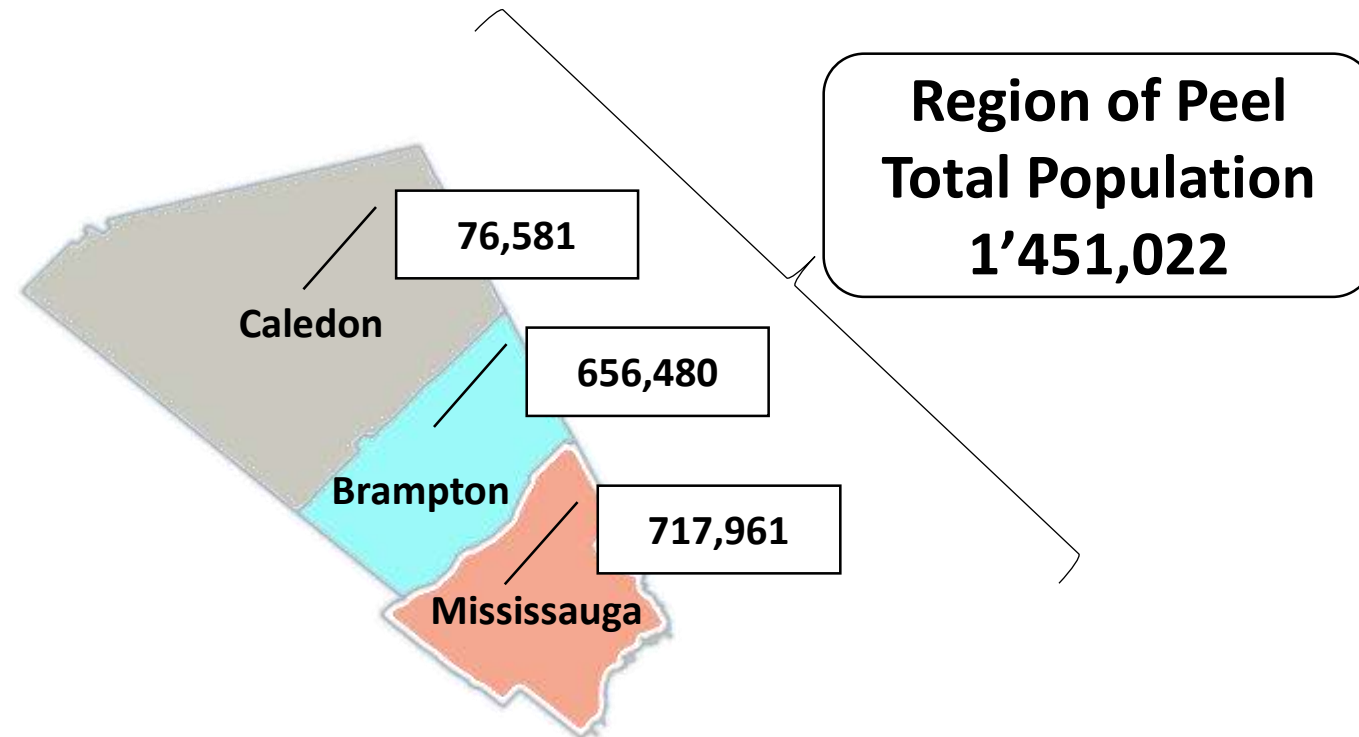 Region of Peel
Total Population
1’451,022
76,581
Caledon
656,480
Brampton
717,961
Mississauga